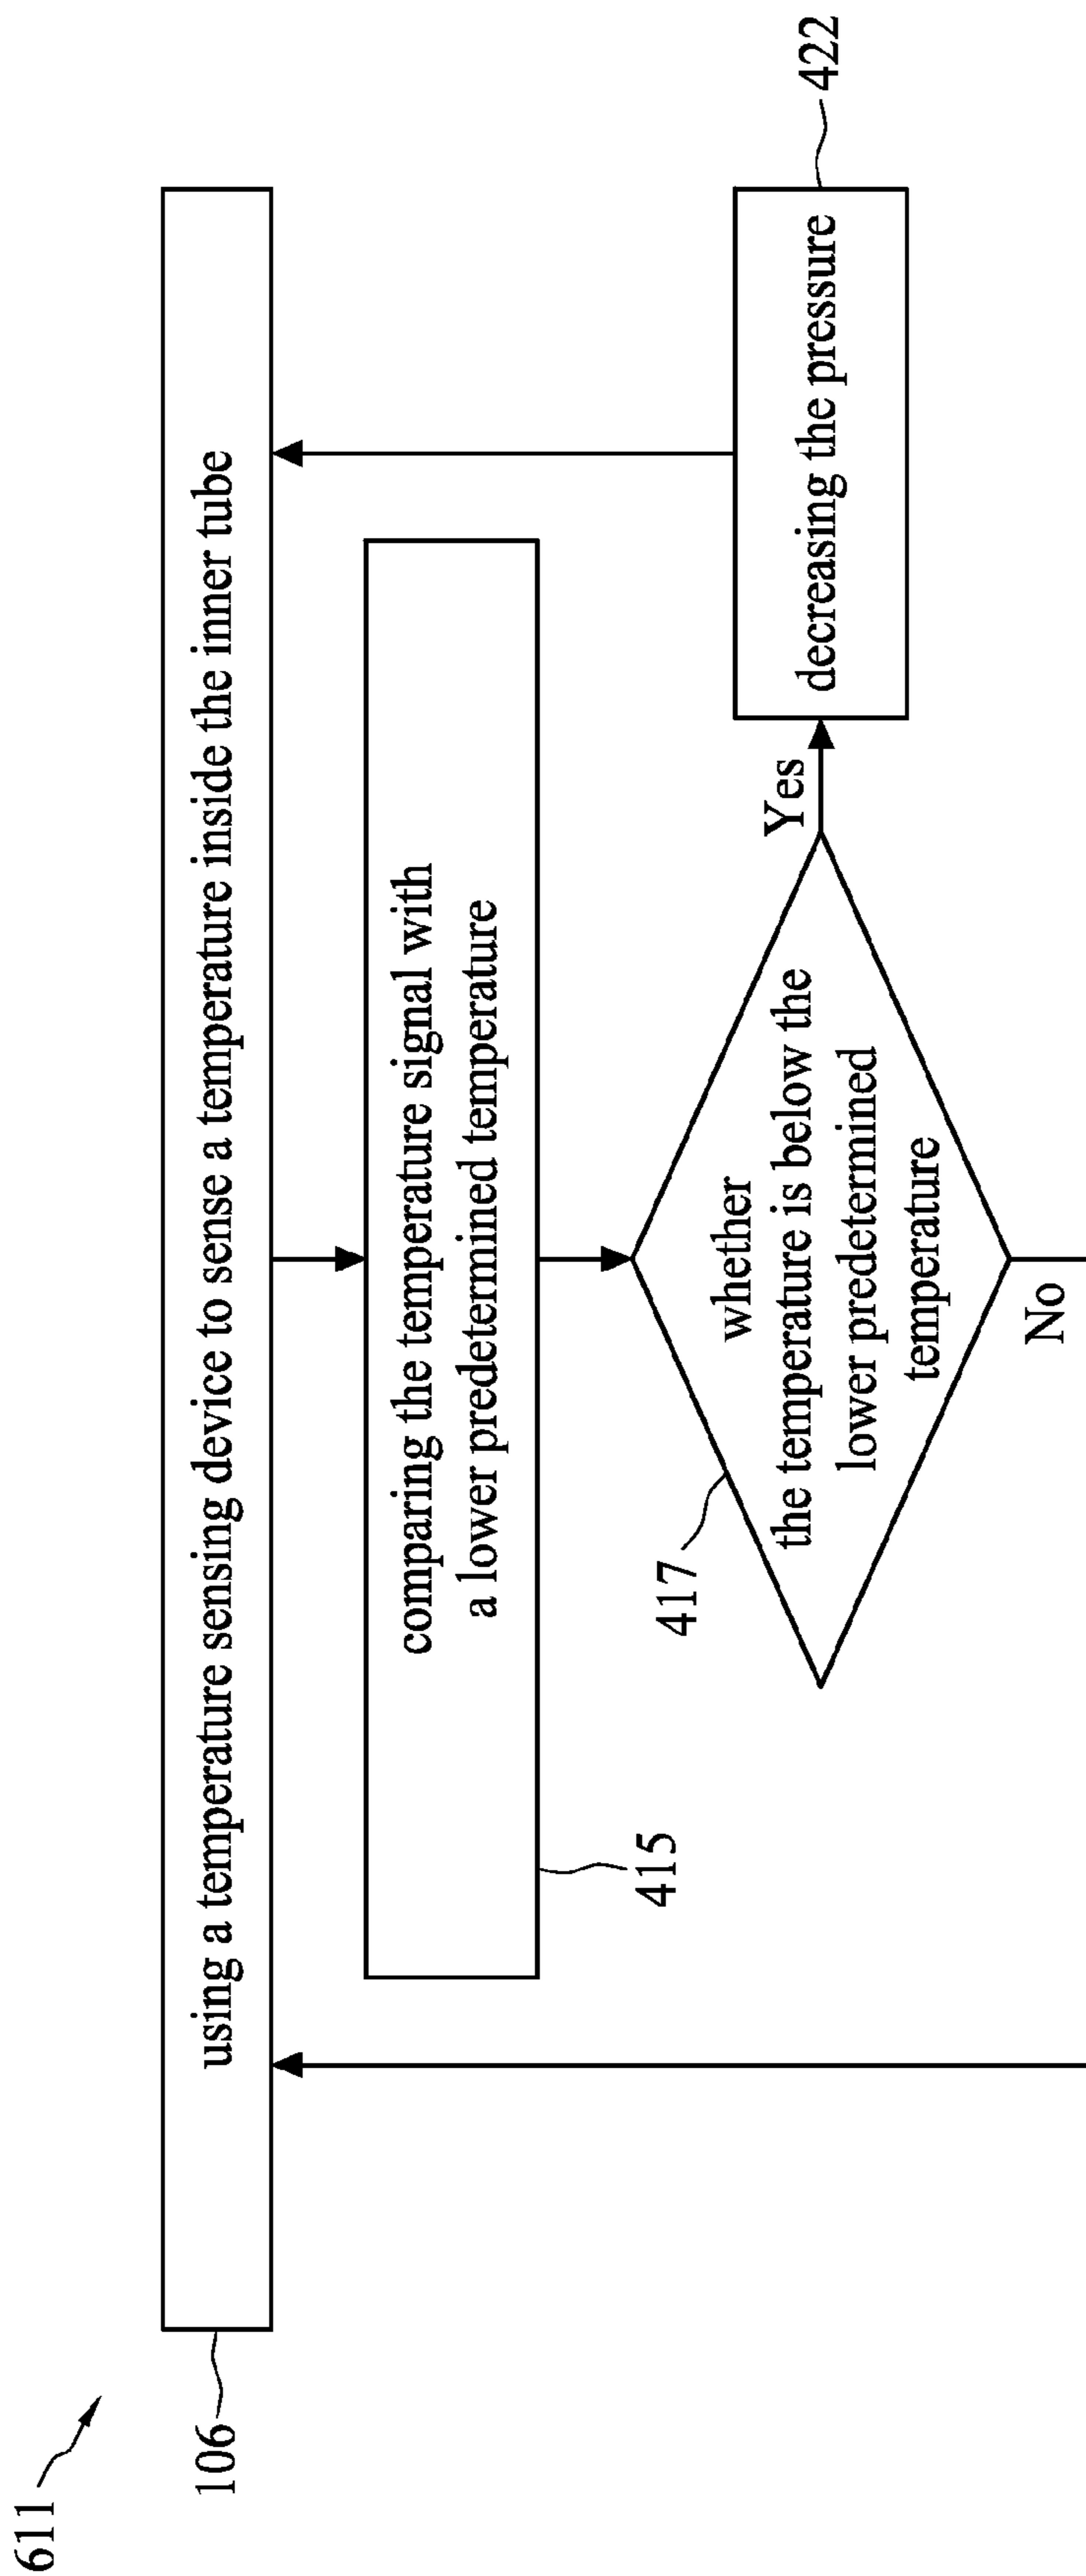 611
106
using a temperature sensing device to sense a temperature inside the inner tube
comparing the temperature signal with
a lower predetermined temperature
415
417
whether
the temperature is below the
lower predetermined
temperature
Yes
decreasing the pressure
422
No